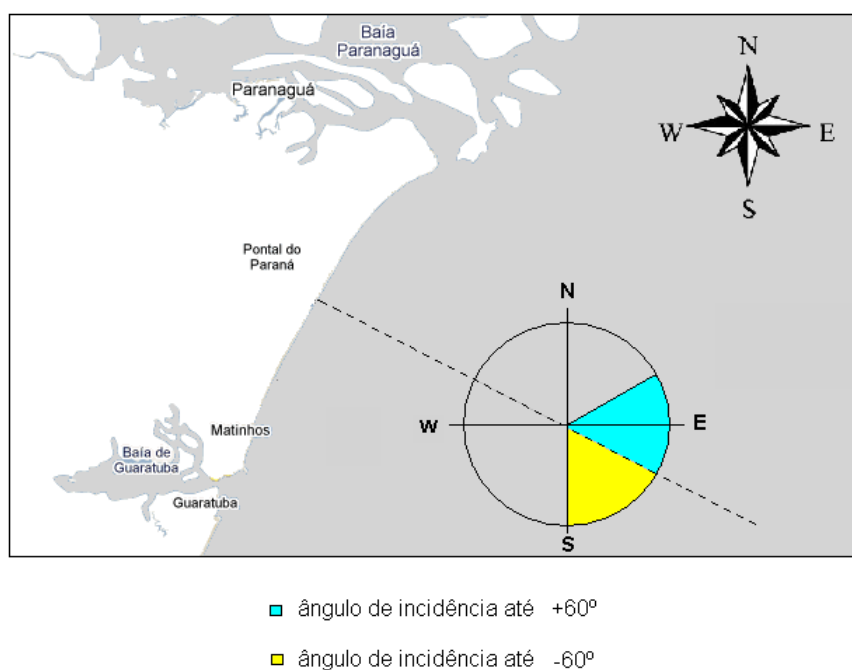 Baía
Paranaguá
Paranaguá
N
W
E
S
Pontal do
Paraná
N
W
E
S
Matinhos
Baía de
Guaratuba
Guaratuba
ângulo de incidência até +60º
ângulo de incidência até -60º